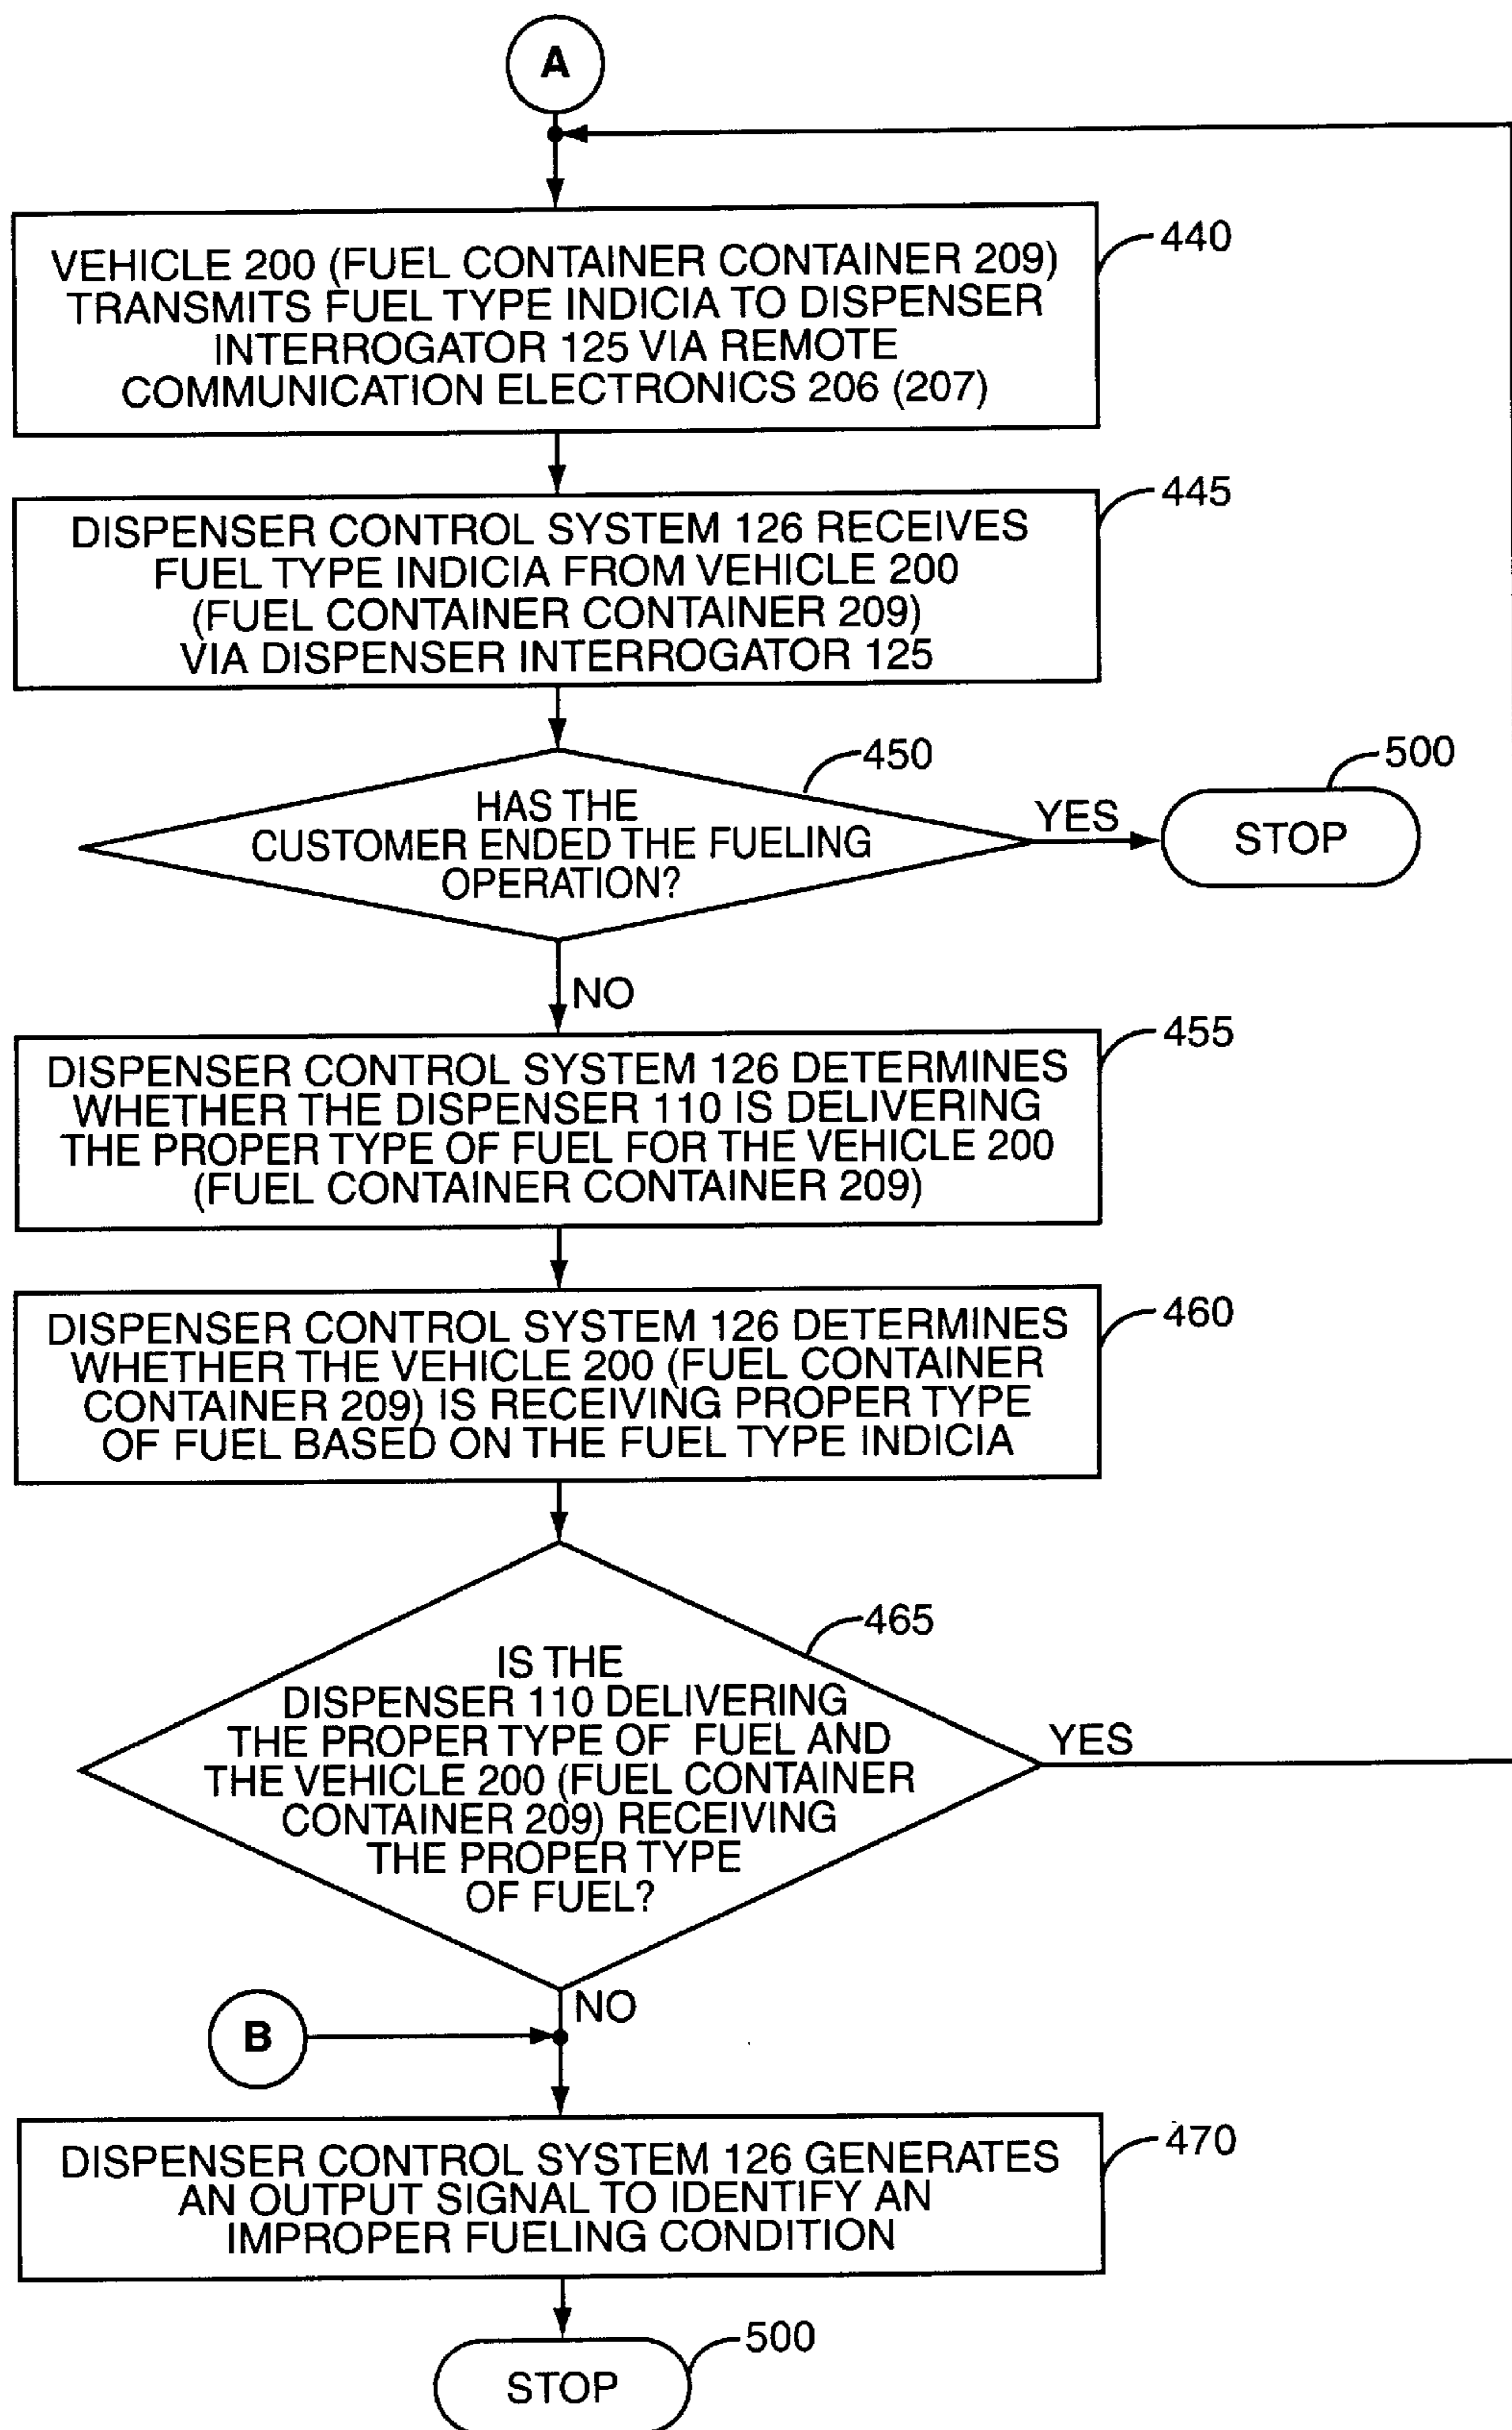 A
VEHICLE 200 (FUEL CONTAINER CONTAINER 209)
TRANSMITS FUEL TYPE INDICIA TO DISPENSER
INTERROGATOR 125 VIA REMOTE
COMMUNICATION ELECTRONICS 206 (207)
440
DISPENSER CONTROL SYSTEM 126 RECEIVES
FUEL TYPE INDICIA FROM VEHICLE 200
(FUEL CONTAINER CONTAINER 209)
VIA DISPENSER INTERROGATOR 125
445
HAS THE
CUSTOMER ENDED THE FUELING
OPERATION?
450
YES
STOP
500
NO
DISPENSER CONTROL SYSTEM 126 DETERMINES
WHETHER THE DISPENSER 110 IS DELIVERING
THE PROPER TYPE OF FUEL FOR THE VEHICLE 200
(FUEL CONTAINER CONTAINER 209)
455
DISPENSER CONTROL SYSTEM 126 DETERMINES
WHETHER THE VEHICLE 200 (FUEL CONTAINER
CONTAINER 209) IS RECEIVING PROPER TYPE
OF FUEL BASED ON THE FUEL TYPE INDICIA
460
IS THE
DISPENSER 110 DELIVERING
THE PROPER TYPE OF FUEL AND
THE VEHICLE 200 (FUEL CONTAINER
CONTAINER 209) RECEIVING
THE PROPER TYPE
OF FUEL?
465
YES
NO
B
DISPENSER CONTROL SYSTEM 126 GENERATES
AN OUTPUT SIGNAL TO IDENTIFY AN
IMPROPER FUELING CONDITION
470
STOP
500